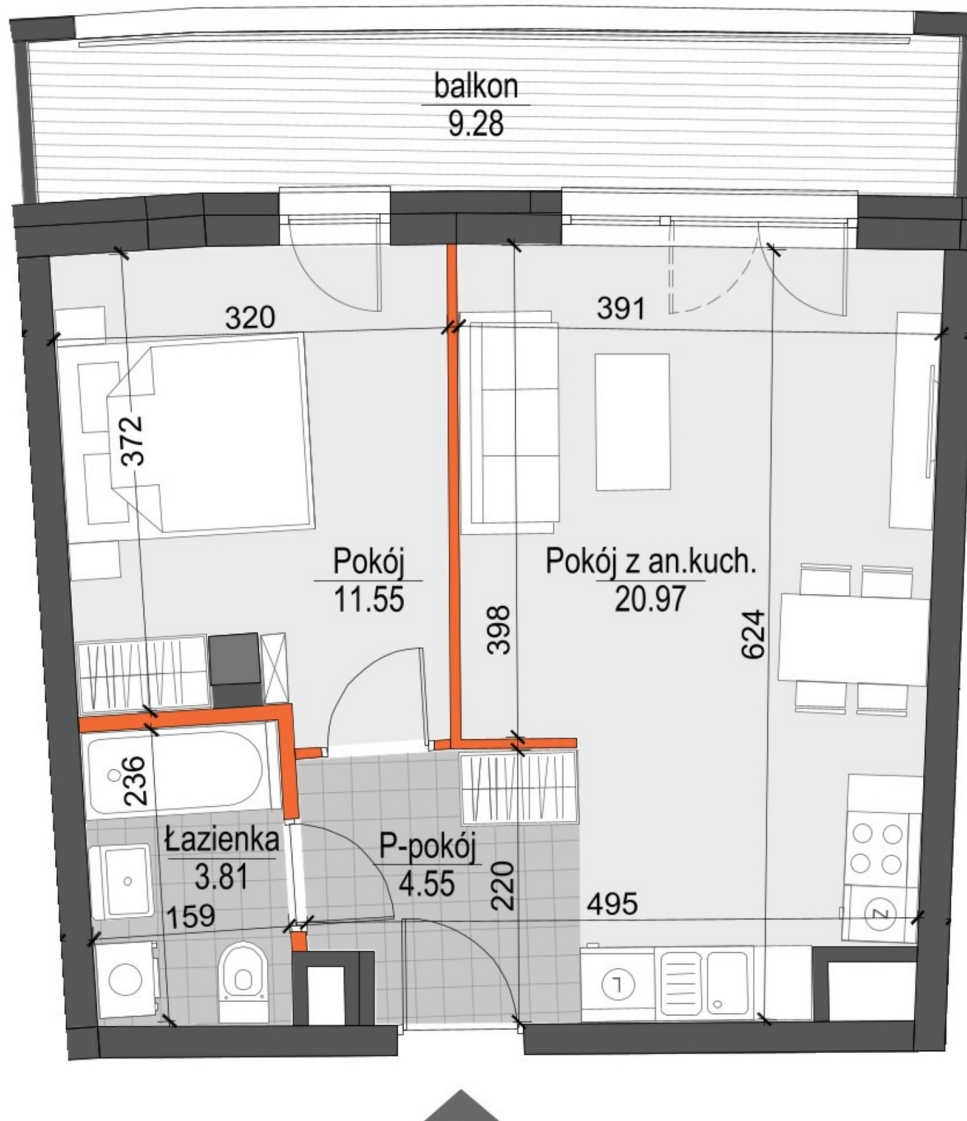 balkon
9.28
320
391
372
Pokój
11.55
Pokój z an.kuch.
20.97
398
624
236
Łazienka
3.81
P-pokój
4.55
220
159
495
Z
L